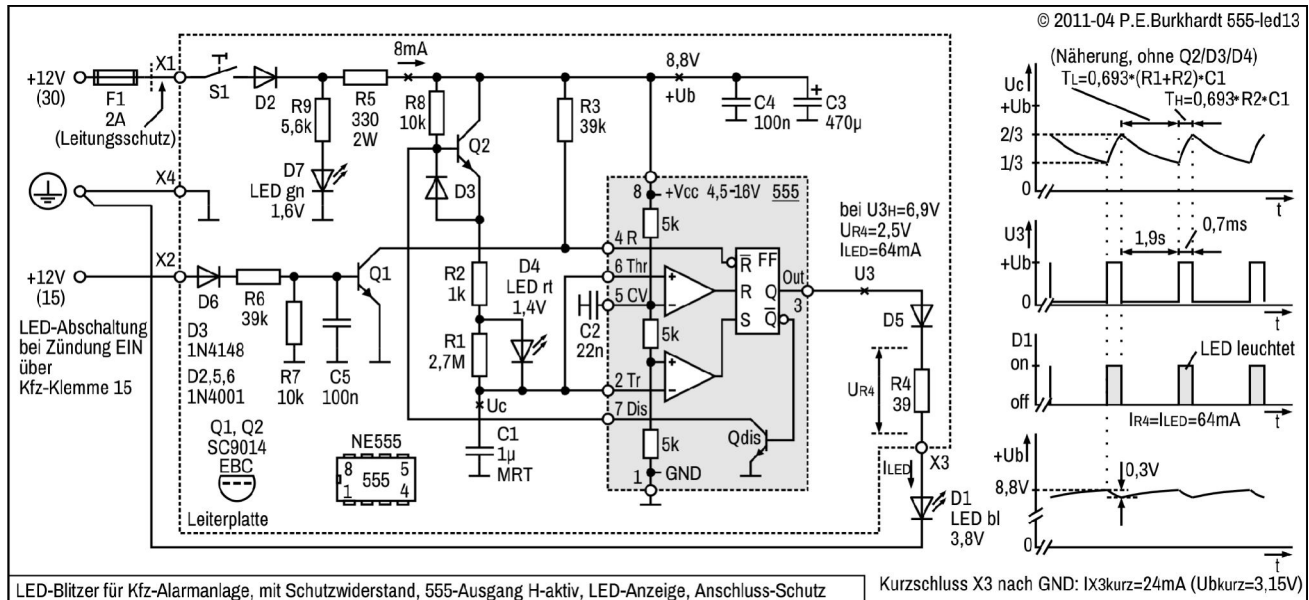 © 2011-04 P.E.Burkhardt 555-led13
+12V
(30)
F1
2A
(Leitungsschutz)
X1
S1
D2
R9
5,6k
D7
LED gn
1,6V
R5
330
2W
8mA
R8
10k
Q2
D3
R3
39k
8,8V
+Ub
C4
100n
C3
470µ
+
X4
+12V
(15)
X2
D6
R6
39k
R7
10k
C5
100n
Q1
LED-Abschaltung
bei Zündung EIN
über
Kfz-Klemme 15
D3
1N4148
D2,5,6
1N4001
Q1, Q2
SC9014
EBC
NE555
8 5
555
1 4
Leiterplatte
R2
1k
R1
2,7M
D4
LED rt
1,4V
Uc
C1
1µ
MRT
C2
22n
8 +Vcc 4,5-16V 555
5k
4 R
6 Thr
5 CV
5k
2 Tr
7 Dis
5k
1 GND
+
−
+
−
R FF
R Q
S Q
Out
3
Qdis
bei U3H=6,9V
UR4=2,5V
ILED=64mA
U3
D5
UR4
R4
39
X3
ILED
D1
LED bl
3,8V
(Näherung, ohne Q2/D3/D4)
TL=0,693*(R1+R2)*C1
TH=0,693*R2*C1
Uc
+Ub
2/3
1/3
0
t
U3
+Ub
0
1,9s
0,7ms
t
D1
on
off
LED leuchtet
IR4=ILED=64mA
t
+Ub
8,8V
0,3V
0
t
LED-Blitzer für Kfz-Alarmanlage, mit Schutzwiderstand, 555-Ausgang H-aktiv, LED-Anzeige, Anschluss-Schutz
Kurzschluss X3 nach GND: IX3kurz=24mA (Ubkurz=3,15V)